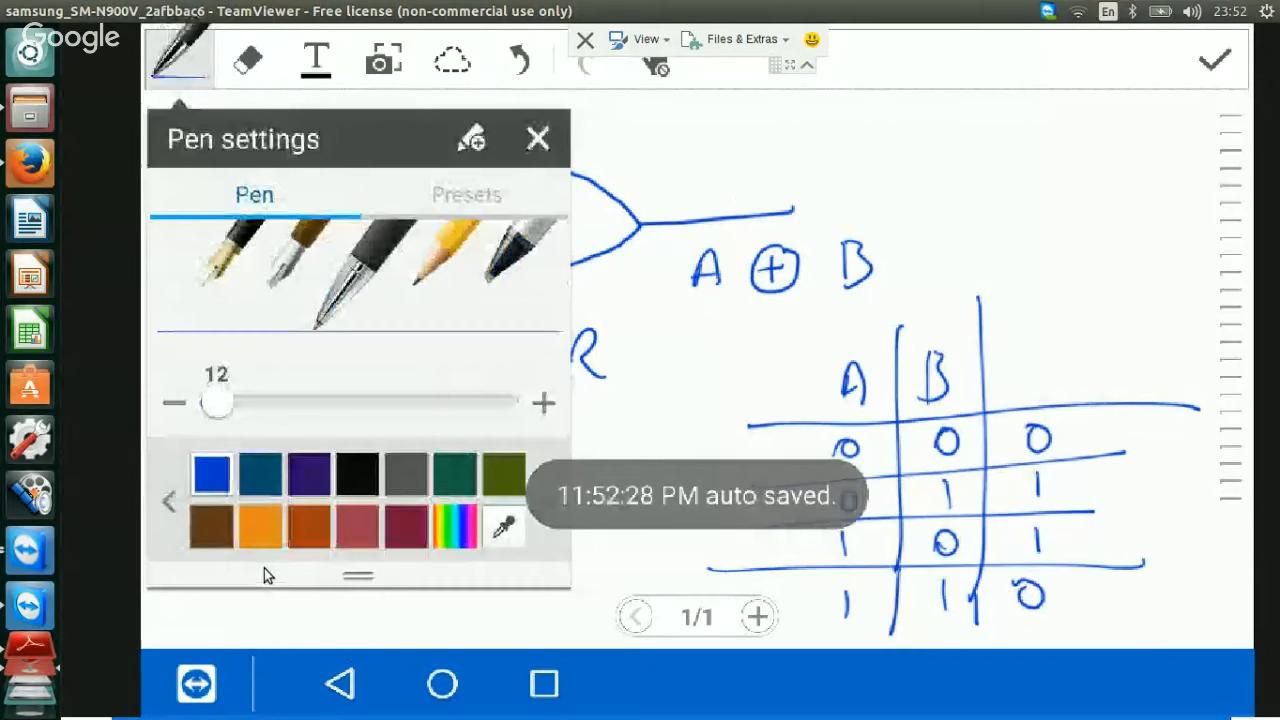 samsung_SM-N900V_2afbbac6 - TeamViewer - Free license (non-commercial use only)
En
23:52
Google
T
View
Files & Extras
Pen settings
Pen
Presets
12
A ⊕ B
R
A B
0 0 0
0 1 1
1 0 1
1 1 0
11:52:28 PM auto saved.
1/1